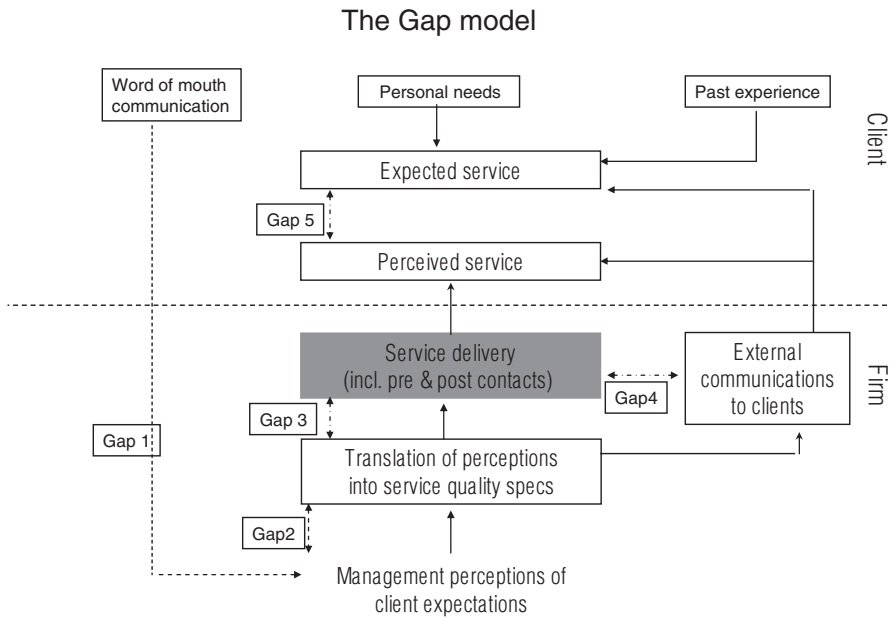 The Gap model
Word of mouth
communication
Personal needs
Past experience
Client
Expected service
Gap 5
Perceived service
Service delivery
(incl. pre & post contacts)
External
communications
to clients
Firm
Gap4
Gap 3
Gap 1
Translation of perceptions
into service quality specs
Gap2
Management perceptions of
client expectations